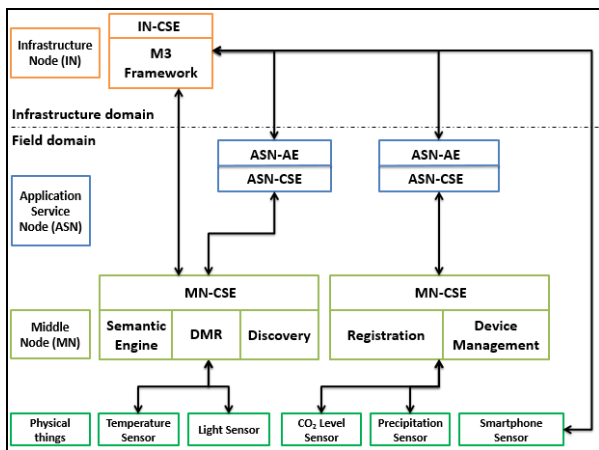 IN-CSE
Infrastructure
Node (IN)
M3
Framework
Infrastructure domain
Field domain
ASN-AE
ASN-CSE
ASN-AE
ASN-CSE
Application
Service
Node (ASN)
MN-CSE
MN-CSE
Middle
Node (MN)
Semantic
Engine
DMR
Discovery
Registration
Device
Management
Physical
things
Temperature
Sensor
Light Sensor
CO₂ Level
Sensor
Precipitation
Sensor
Smartphone
Sensor